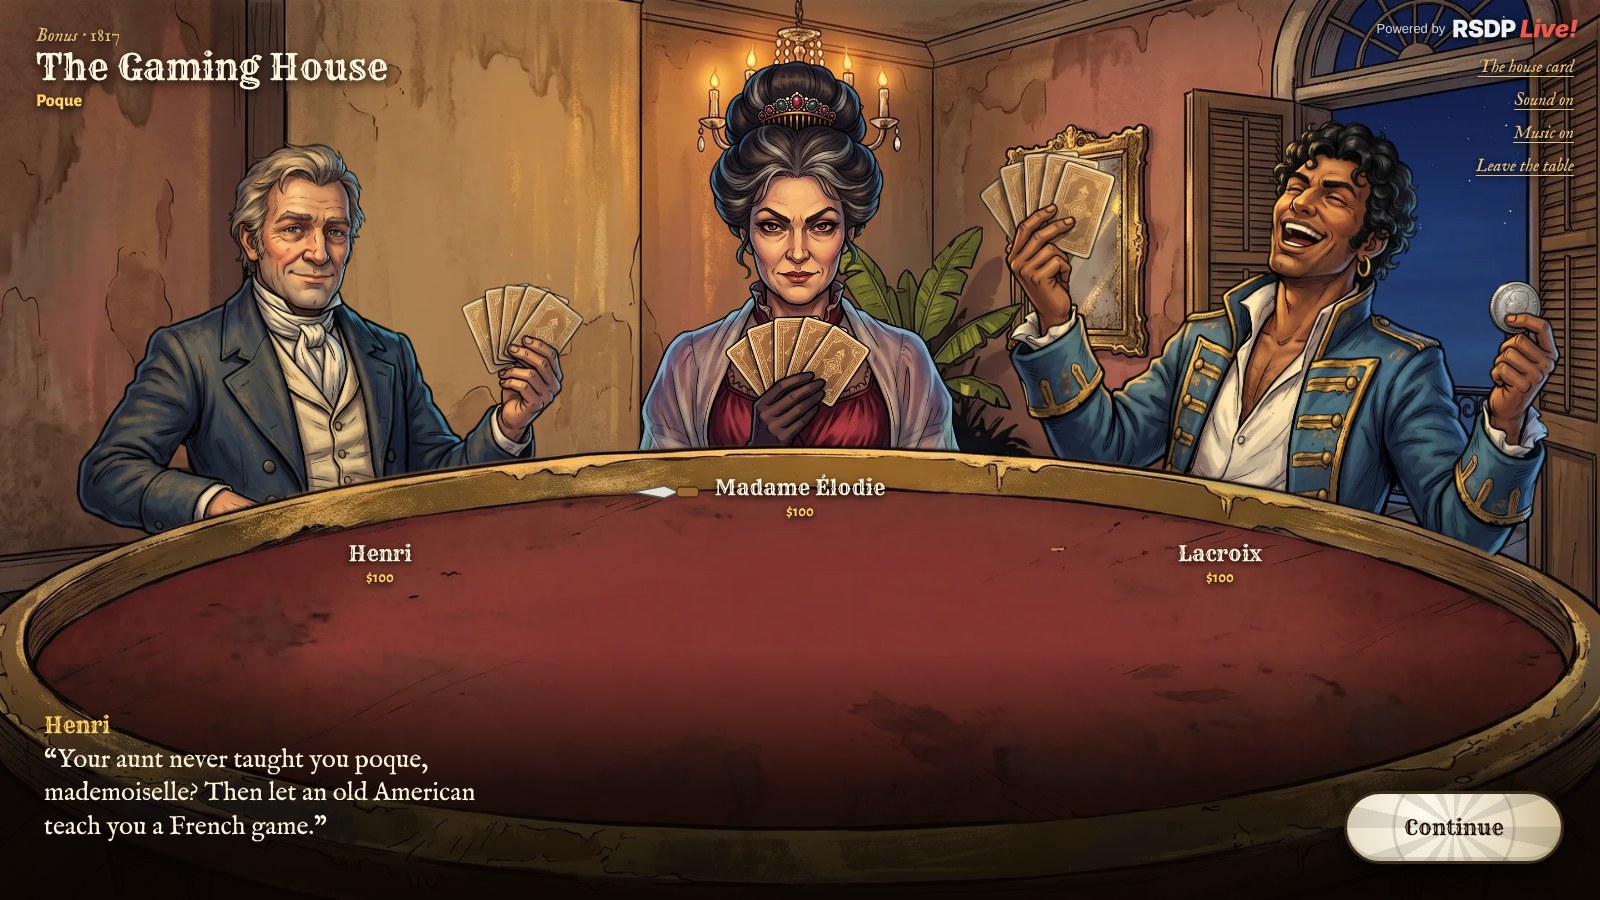 Bonus · 1817
The Gaming House
Poque
Powered by RSDP Live!
The house card
Sound on
Music on
Leave the table
Madame Élodie
$100
Henri
$100
Lacroix
$100
Henri
“Your aunt never taught you poque,
mademoiselle? Then let an old American
teach you a French game.”
Continue